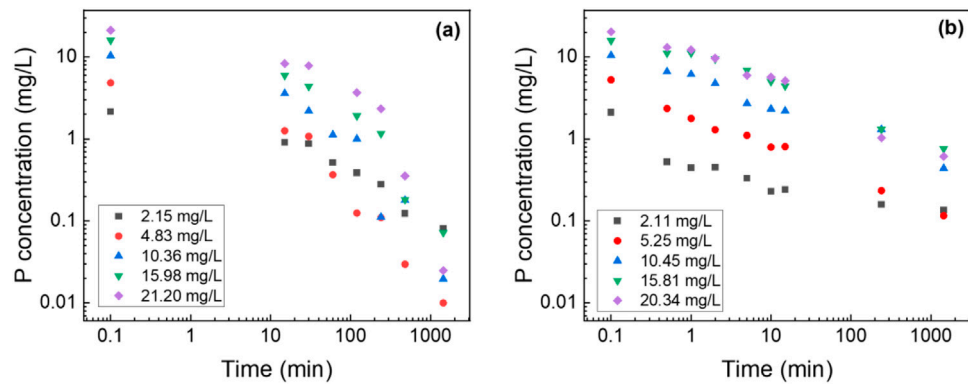 (a)
P concentration (mg/L)
10
1
0.1
0.01
2.15 mg/L
4.83 mg/L
10.36 mg/L
15.98 mg/L
21.20 mg/L
0.1
1
10
100
1000
Time (min)
(b)
P concentration (mg/L)
10
1
0.1
0.01
2.11 mg/L
5.25 mg/L
10.45 mg/L
15.81 mg/L
20.34 mg/L
0.1
1
10
100
1000
Time (min)